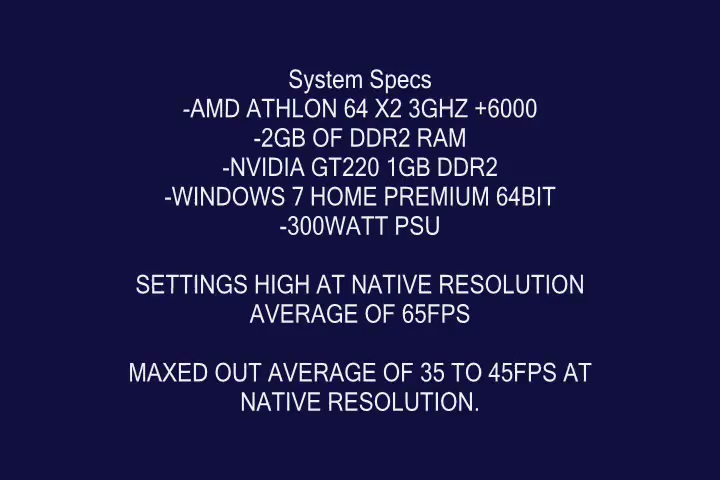 System Specs
-AMD ATHLON 64 X2 3GHZ +6000
-2GB OF DDR2 RAM
-NVIDIA GT220 1GB DDR2
-WINDOWS 7 HOME PREMIUM 64BIT
-300WATT PSU
SETTINGS HIGH AT NATIVE RESOLUTION
AVERAGE OF 65FPS
MAXED OUT AVERAGE OF 35 TO 45FPS AT
NATIVE RESOLUTION.